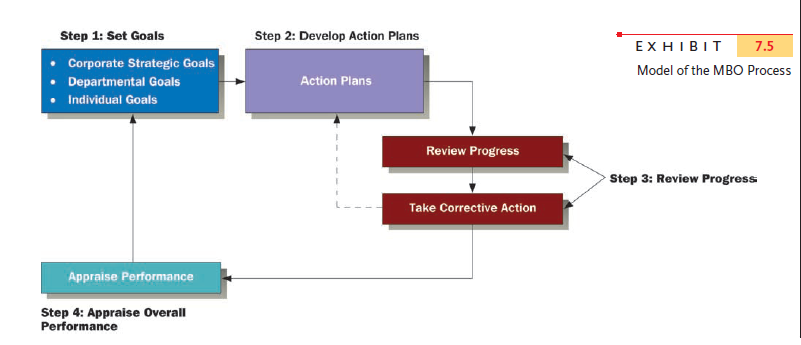 Step 1: Set Goals
• Corporate Strategic Goals
• Departmental Goals
• Individual Goals
Step 2: Develop Action Plans
Action Plans
EXHIBIT 7.5
Model of the MBO Process
Review Progress
Take Corrective Action
Step 3: Review Progress
Appraise Performance
Step 4: Appraise Overall
Performance